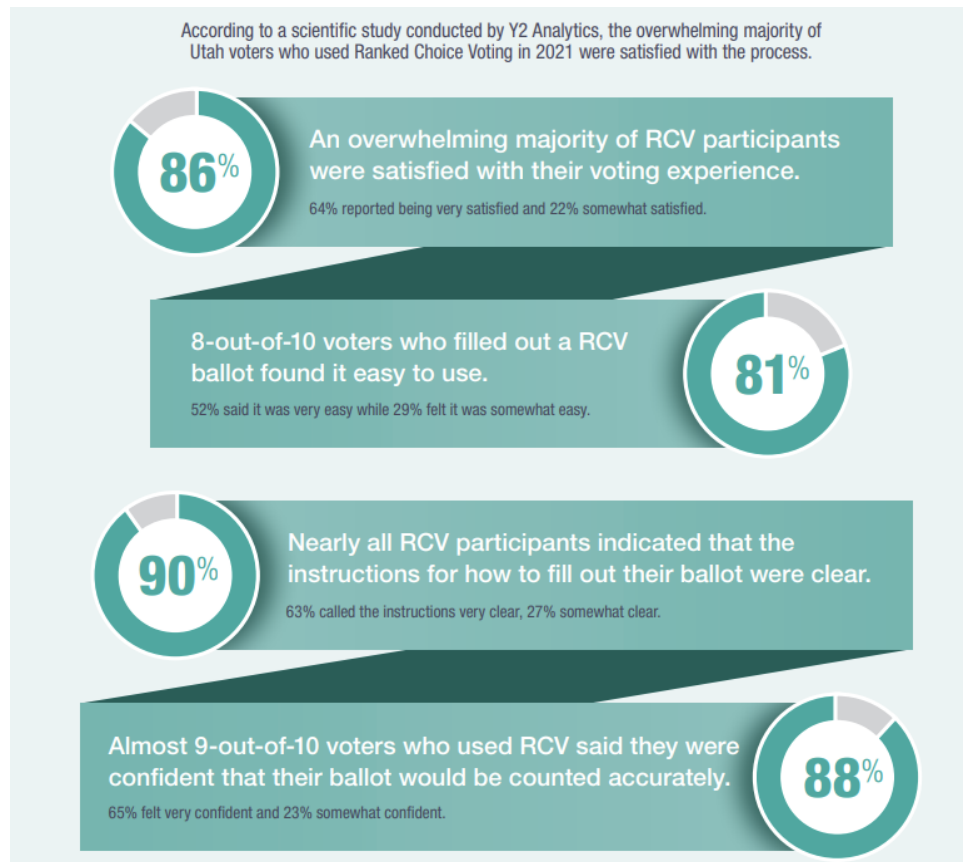 According to a scientific study conducted by Y2 Analytics, the overwhelming majority of
Utah voters who used Ranked Choice Voting in 2021 were satisfied with the process.
86%
An overwhelming majority of RCV participants
were satisfied with their voting experience.
64% reported being very satisfied and 22% somewhat satisfied.
8-out-of-10 voters who filled out a RCV
ballot found it easy to use.
52% said it was very easy while 29% felt it was somewhat easy.
81%
90%
Nearly all RCV participants indicated that the
instructions for how to fill out their ballot were clear.
63% called the instructions very clear, 27% somewhat clear.
Almost 9-out-of-10 voters who used RCV said they were
confident that their ballot would be counted accurately.
65% felt very confident and 23% somewhat confident.
88%